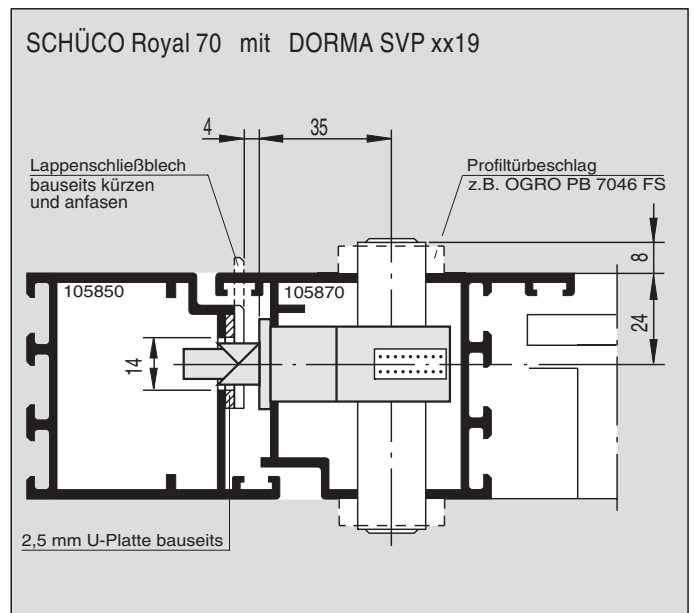 SCHÜCO Royal 70 mit DORMA SVP xx19
4
35
Lappenschließblech
bauseits kürzen
und anfasen
Profiltürbeschlag
z.B. OGRO PB 7046 FS
8
105850
105870
24
14
2,5 mm U-Platte bauseits